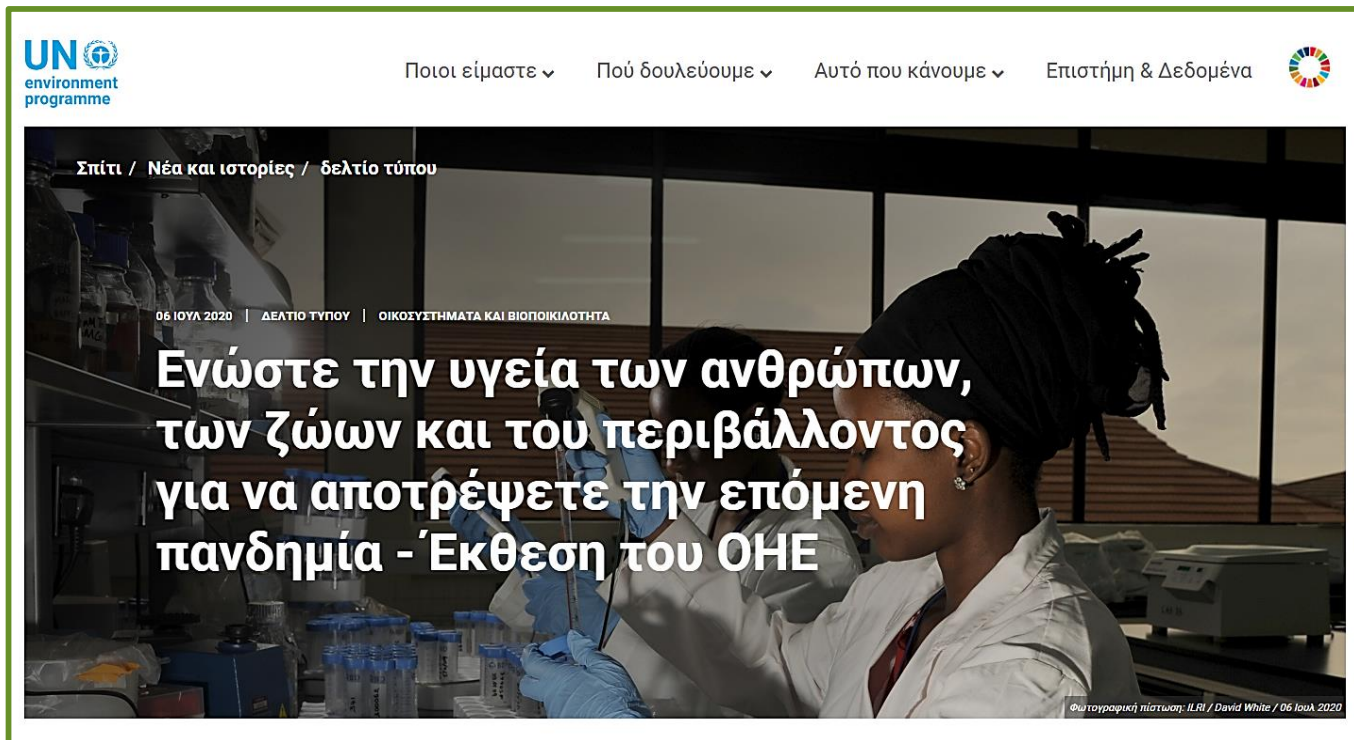 UN
environment
programme
Ποιοι είμαστε Πού δουλεύουμε Αυτό που κάνουμε Επιστήμη & Δεδομένα
Σπίτι / Νέα και ιστορίες / δελτίο τύπου
06 ΙΟΥΛ 2020 | ΔΕΛΤΙΟ ΤΥΠΟΥ | ΟΙΚΟΣΥΣΤΗΜΑΤΑ ΚΑΙ ΒΙΟΠΟΙΚΙΛΟΤΗΤΑ
Ενώστε την υγεία των ανθρώπων,
των ζώων και του περιβάλλοντος
για να αποτρέψετε την επόμενη
πανδημία - Έκθεση του ΟΗΕ
Φωτογραφική πίστωση: ILRI / David White / 06 Ιουλ 2020